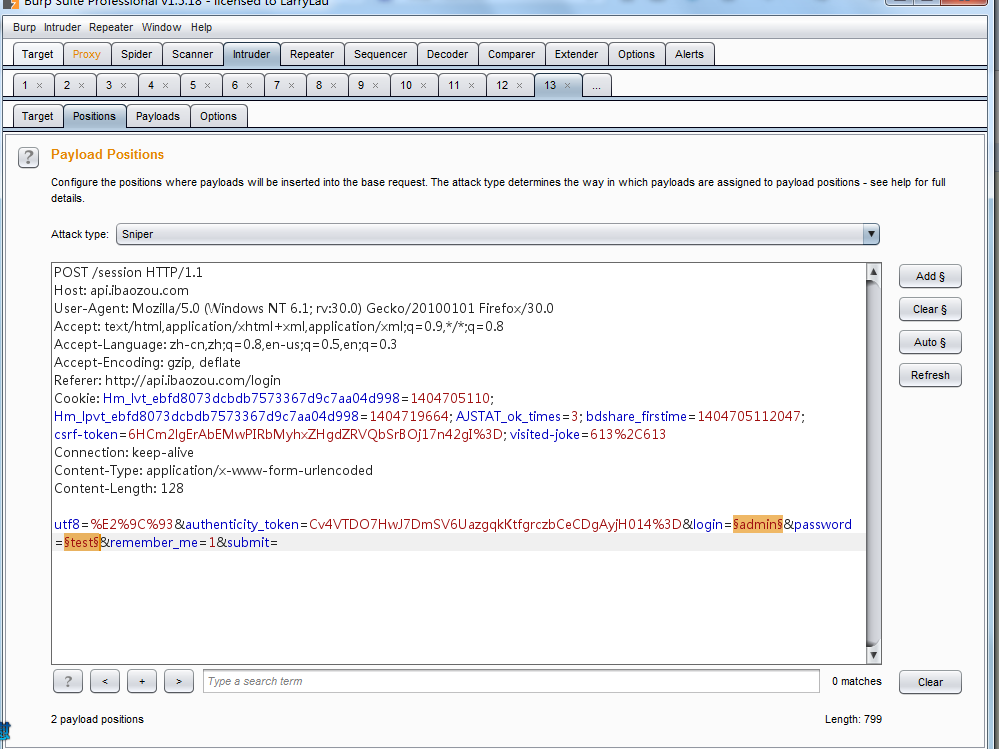 Burp Suite Professional v1.5.18 - licensed to LarryLau
Burp Intruder Repeater Window Help
Target Proxy Spider Scanner Intruder Repeater Sequencer Decoder Comparer Extender Options Alerts
1 × 2 × 3 × 4 × 5 × 6 × 7 × 8 × 9 × 10 × 11 × 12 × 13 × ...
Target Positions Payloads Options
? Payload Positions
Configure the positions where payloads will be inserted into the base request. The attack type determines the way in which payloads are assigned to payload positions - see help for full
details.
Attack type: Sniper
POST /session HTTP/1.1
Host: api.ibaozou.com
User-Agent: Mozilla/5.0 (Windows NT 6.1; rv:30.0) Gecko/20100101 Firefox/30.0
Accept: text/html,application/xhtml+xml,application/xml;q=0.9,*/*;q=0.8
Accept-Language: zh-cn,zh;q=0.8,en-us;q=0.5,en;q=0.3
Accept-Encoding: gzip, deflate
Referer: http://api.ibaozou.com/login
Cookie: Hm_lvt_ebfd8073dcbdb7573367d9c7aa04d998=1404705110;
Hm_lpvt_ebfd8073dcbdb7573367d9c7aa04d998=1404719664; AJSTAT_ok_times=3; bdshare_firstime=1404705112047;
csrf-token=6HCm2lgErAbEMwPIRbMyhxZHgdZRVQbSrBOj17n42gI%3D; visited-joke=613%2C613
Connection: keep-alive
Content-Type: application/x-www-form-urlencoded
Content-Length: 128
utf8=%E2%9C%93&authenticity_token=Cv4VTDO7HwJ7DmSV6UazgqkKtfgrczbCeCDgAyjH014%3D&login=§admin§&password
=§test§&remember_me=1&submit=
Add §
Clear §
Auto §
Refresh
? < + > Type a search term 0 matches Clear
2 payload positions Length: 799